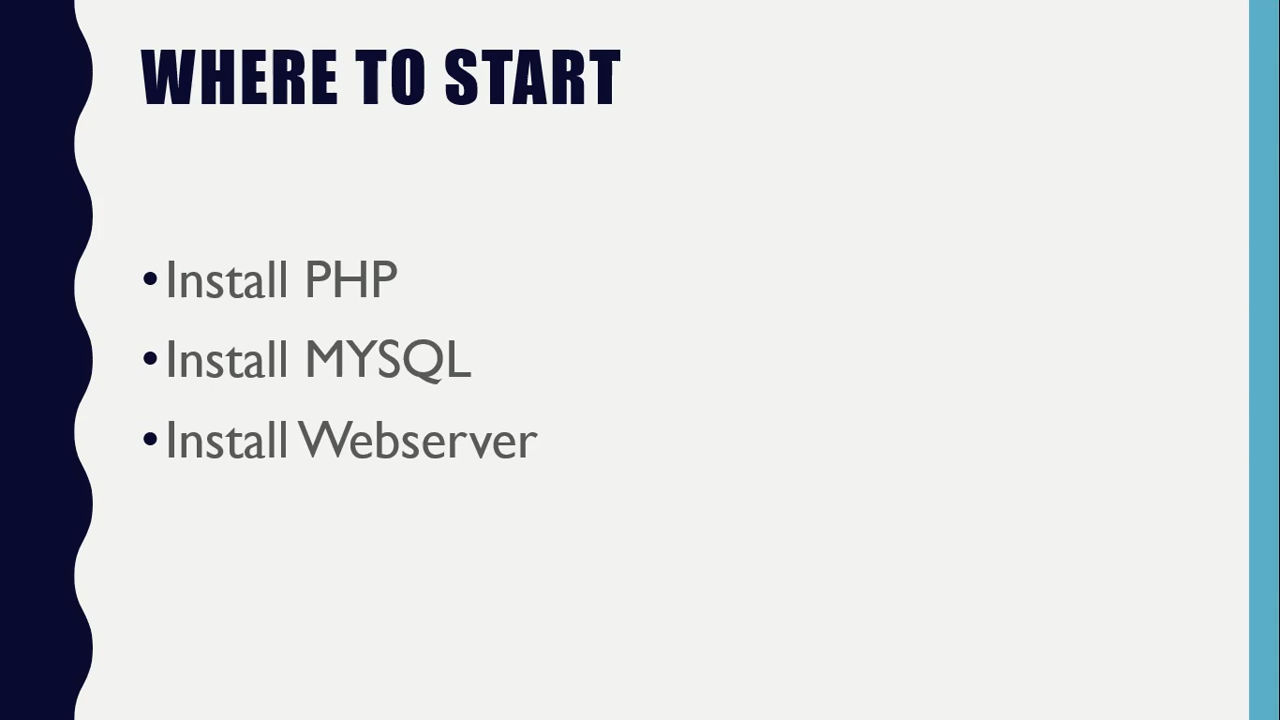 WHERE TO START
•Install PHP
•Install MYSQL
•Install Webserver